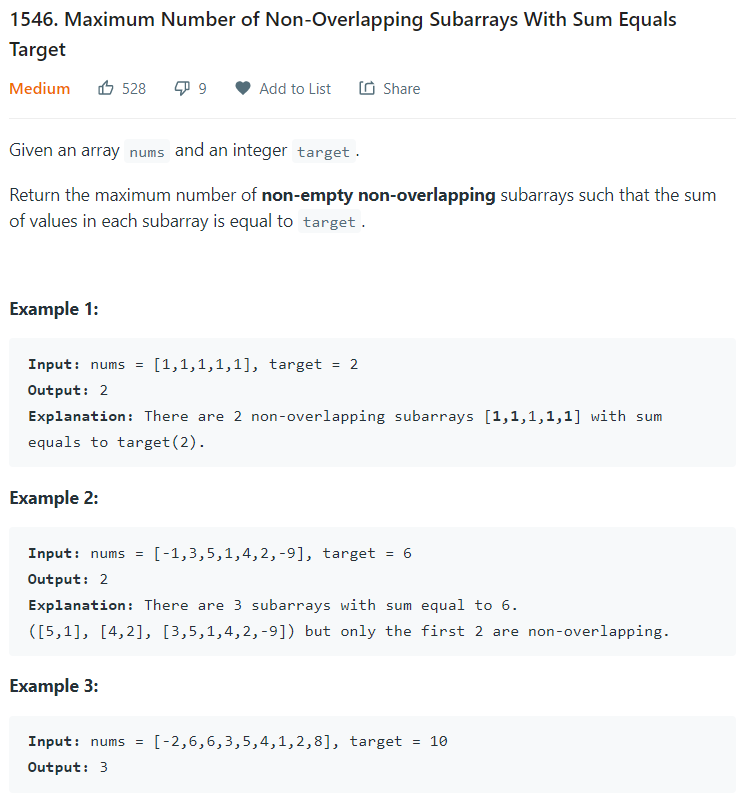 1546. Maximum Number of Non-Overlapping Subarrays With Sum Equals
Target
Medium 528 9 Add to List Share
Given an array nums and an integer target .
Return the maximum number of non-empty non-overlapping subarrays such that the sum
of values in each subarray is equal to target .
Example 1:
Input: nums = [1,1,1,1,1], target = 2
Output: 2
Explanation: There are 2 non-overlapping subarrays [1,1,1,1,1] with sum
equals to target(2).
Example 2:
Input: nums = [-1,3,5,1,4,2,-9], target = 6
Output: 2
Explanation: There are 3 subarrays with sum equal to 6.
([5,1], [4,2], [3,5,1,4,2,-9]) but only the first 2 are non-overlapping.
Example 3:
Input: nums = [-2,6,6,3,5,4,1,2,8], target = 10
Output: 3